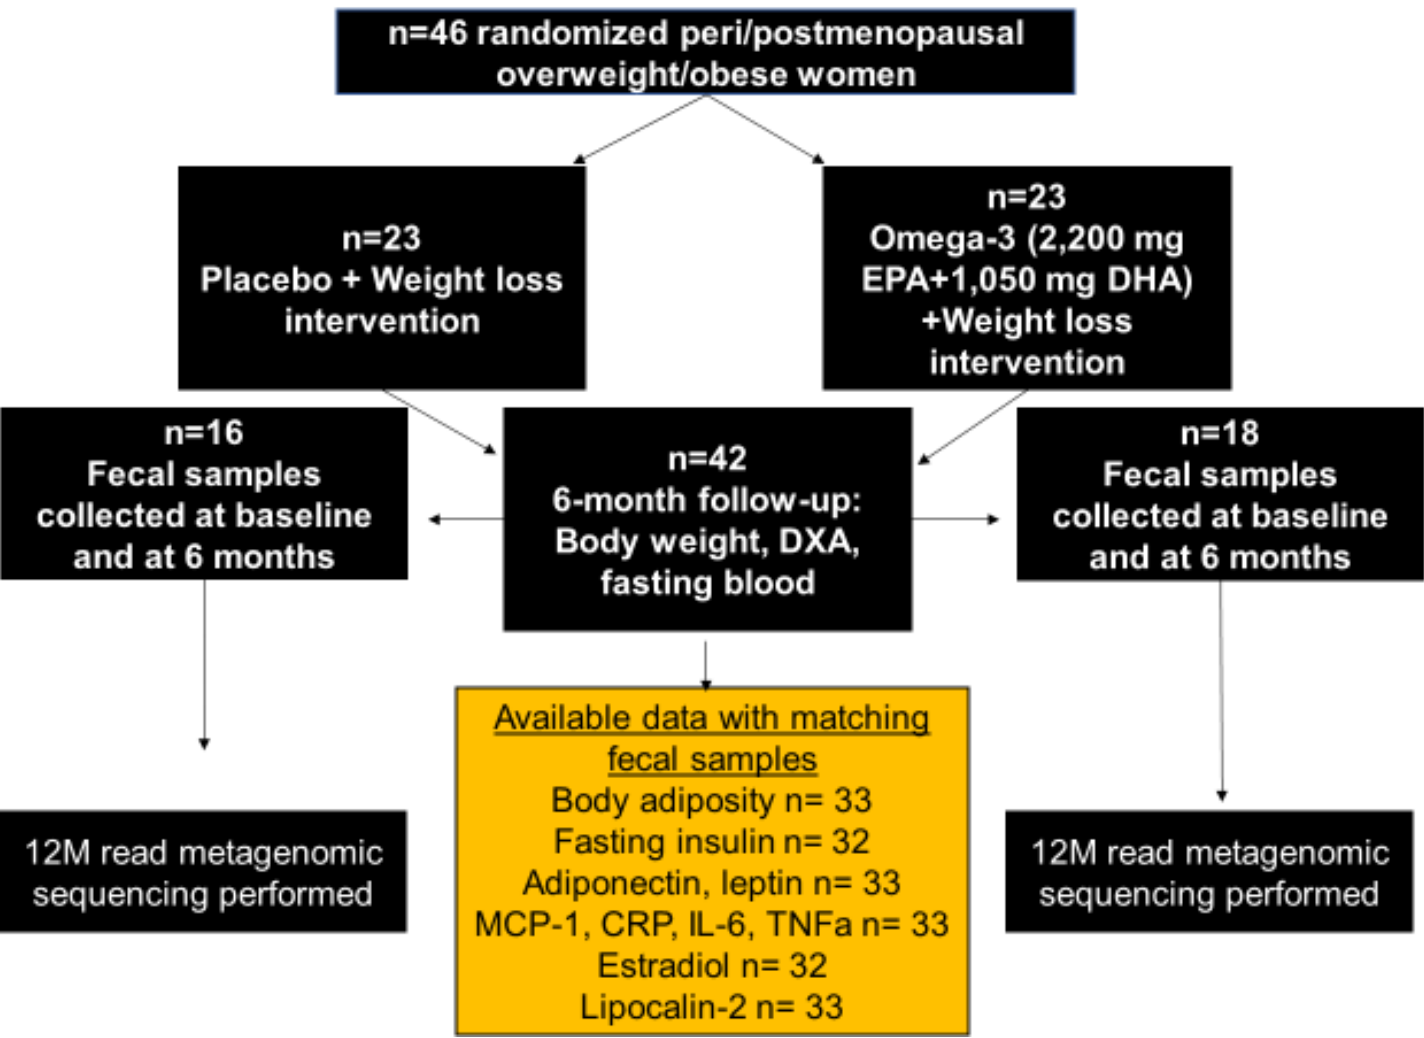 n=46 randomized peri/postmenopausal
overweight/obese women
n=23
Placebo + Weight loss
intervention
n=23
Omega-3 (2,200 mg
EPA+1,050 mg DHA)
+Weight loss
intervention
n=16
Fecal samples
collected at baseline
and at 6 months
n=42
6-month follow-up:
Body weight, DXA,
fasting blood
n=18
Fecal samples
collected at baseline
and at 6 months
12M read metagenomic
sequencing performed
Available data with matching
fecal samples
Body adiposity n= 33
Fasting insulin n= 32
Adiponectin, leptin n= 33
MCP-1, CRP, IL-6, TNFa n= 33
Estradiol n= 32
Lipocalin-2 n= 33
12M read metagenomic
sequencing performed